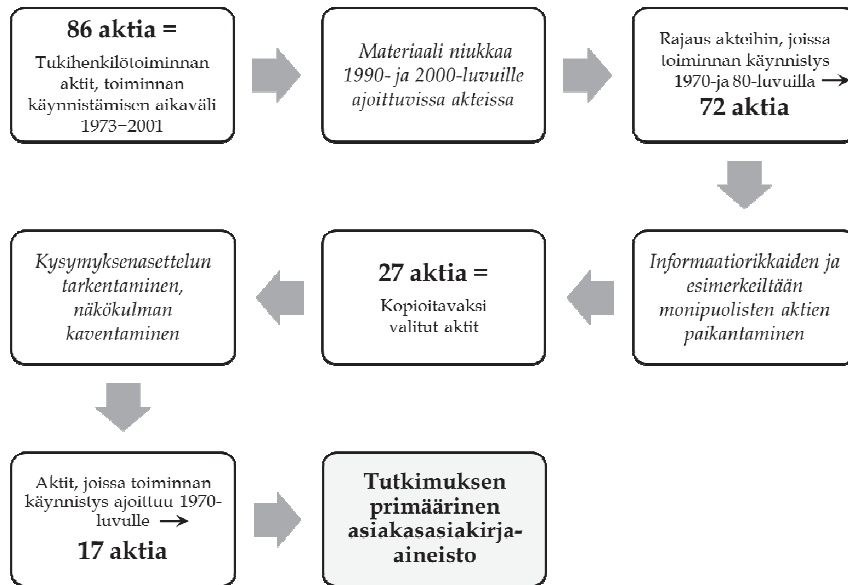 86 aktia =
Tukihenkilötoiminnan
aktit, toiminnan
käynnistämisen aikaväli
1973–2001
Materiaali niukkaa
1990- ja 2000-luvuille
ajoittuvissa akteissa
Rajaus akteihin, joissa
toiminnan käynnistys
1970-ja 80-luvuilla →
72 aktia
Informaatiorikkaiden ja
esimerkeiltään
monipuolisten aktien
paikantaminen
27 aktia =
Kopioitavaksi
valitut aktit
Kysymyksenasettelun
tarkentaminen,
näkökulman
kaventaminen
Aktit, joissa toiminnan
käynnistys ajoittuu 1970-
luvulle →
17 aktia
Tutkimuksen
primäärinen
asiakasasiakirja-
aineisto